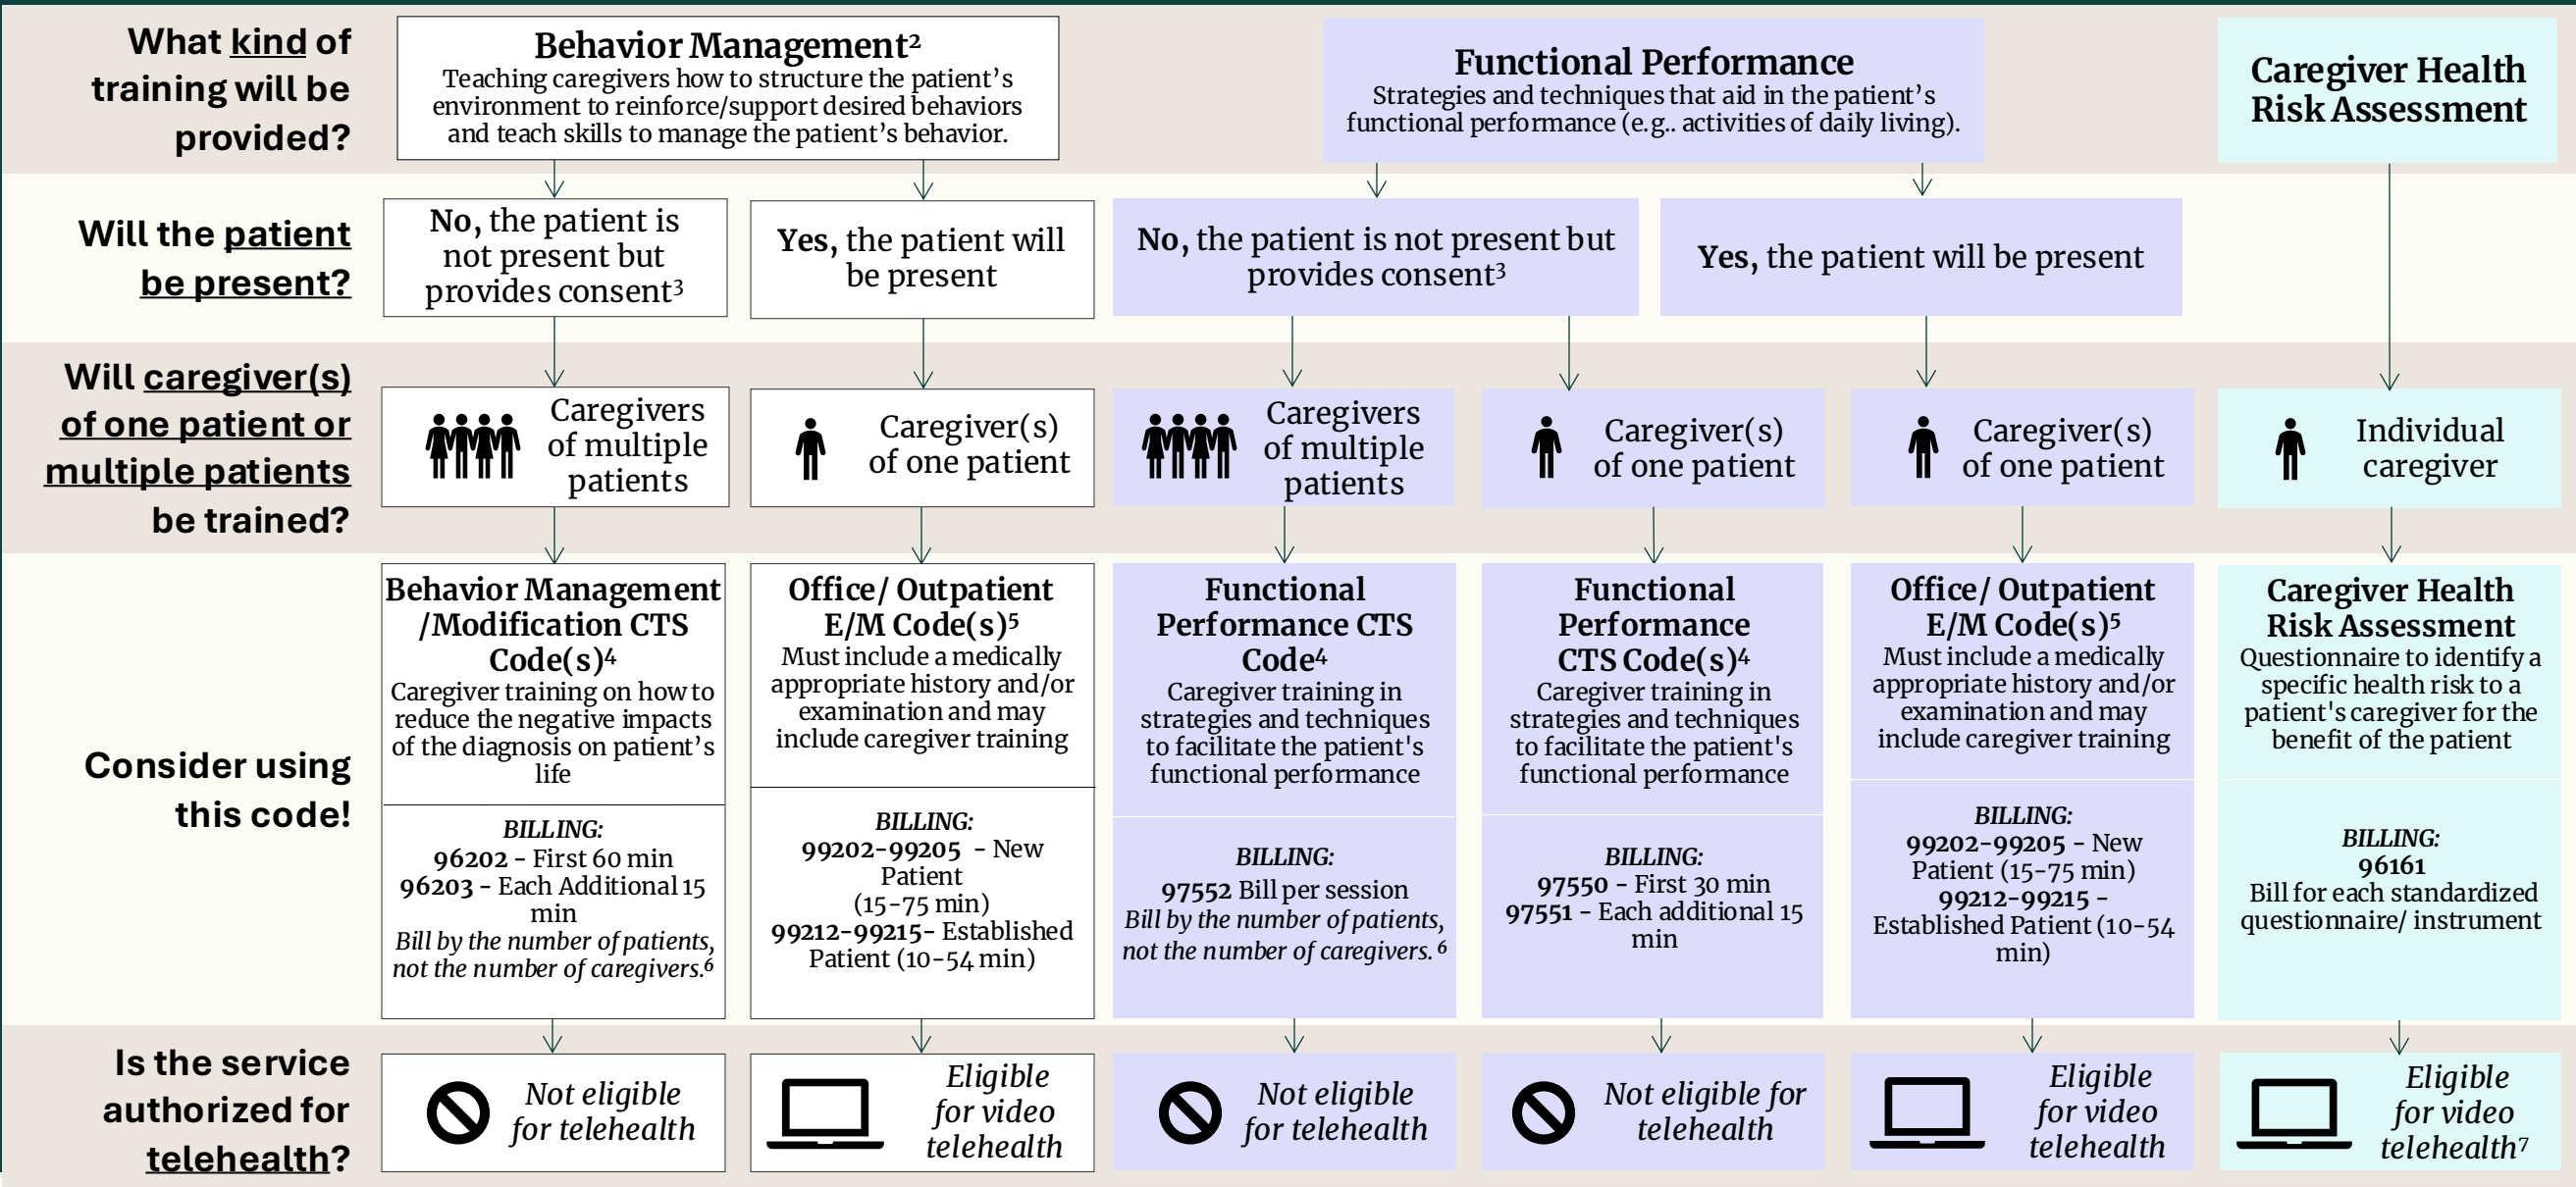 What kind of
training will be
provided?
Behavior Management²
Teaching caregivers how to structure the patient’s
environment to reinforce/support desired behaviors
and teach skills to manage the patient’s behavior.
Functional Performance
Strategies and techniques that aid in the patient’s
functional performance (e.g.. activities of daily living).
Caregiver Health
Risk Assessment
Will the patient
be present?
No, the patient is
not present but
provides consent³
Yes, the patient will
be present
No, the patient is not present but
provides consent³
Yes, the patient will be present
Will caregiver(s)
of one patient or
multiple patients
be trained?
Caregivers
of multiple
patients
Caregiver(s)
of one patient
Caregivers
of multiple
patients
Caregiver(s)
of one patient
Caregiver(s)
of one patient
Individual
caregiver
Consider using
this code!
Behavior Management
/Modification CTS
Code(s)⁴
Caregiver training on how to
reduce the negative impacts
of the diagnosis on patient’s
life
BILLING:
96202 - First 60 min
96203 - Each Additional 15
min
Bill by the number of patients,
not the number of caregivers.⁶
Office/ Outpatient
E/M Code(s)⁵
Must include a medically
appropriate history and/or
examination and may
include caregiver training
BILLING:
99202-99205 - New
Patient
(15-75 min)
99212-99215- Established
Patient (10-54 min)
Functional
Performance CTS
Code⁴
Caregiver training in
strategies and techniques
to facilitate the patient's
functional performance
BILLING:
97552 Bill per session
Bill by the number of patients,
not the number of caregivers. ⁶
Functional
Performance
CTS Code(s)⁴
Caregiver training in
strategies and techniques
to facilitate the patient's
functional performance
BILLING:
97550 - First 30 min
97551 - Each additional 15
min
Office/ Outpatient
E/M Code(s)⁵
Must include a medically
appropriate history and/or
examination and may
include caregiver training
BILLING:
99202-99205 - New
Patient (15-75 min)
99212-99215 -
Established Patient (10-54
min)
Caregiver Health
Risk Assessment
Questionnaire to identify a
specific health risk to a
patient's caregiver for the
benefit of the patient
BILLING:
96161
Bill for each standardized
questionnaire/ instrument
Is the service
authorized for
telehealth?
Not eligible
for telehealth
Eligible
for video
telehealth
Not eligible
for telehealth
Not eligible for
telehealth
Eligible
for video
telehealth
Eligible
for video
telehealth⁷